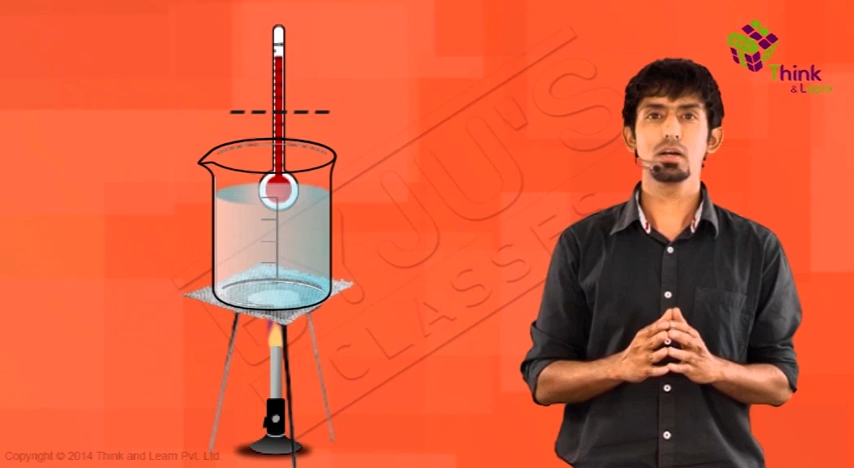 Think
& Learn
BYJU'S
CLASSES
Copyright © 2014 Think and Learn Pvt. Ltd.